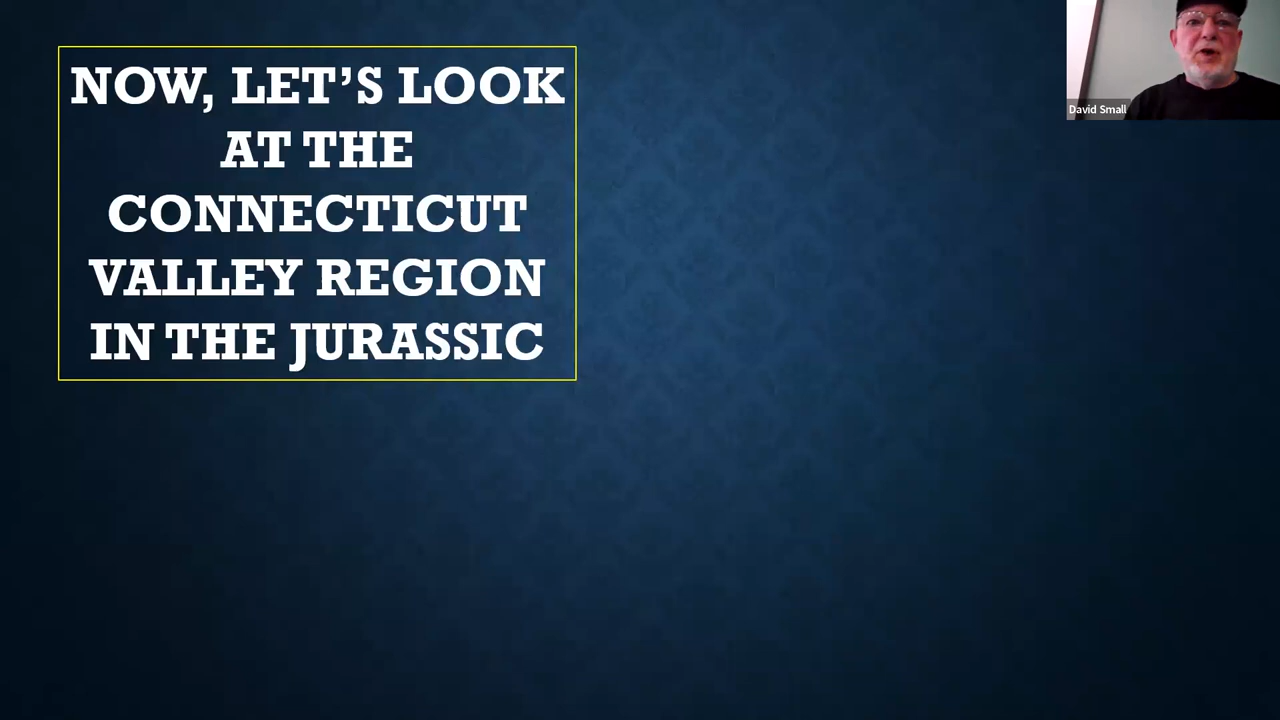 NOW, LET'S LOOK
AT THE
CONNECTICUT
VALLEY REGION
IN THE JURASSIC
David Small